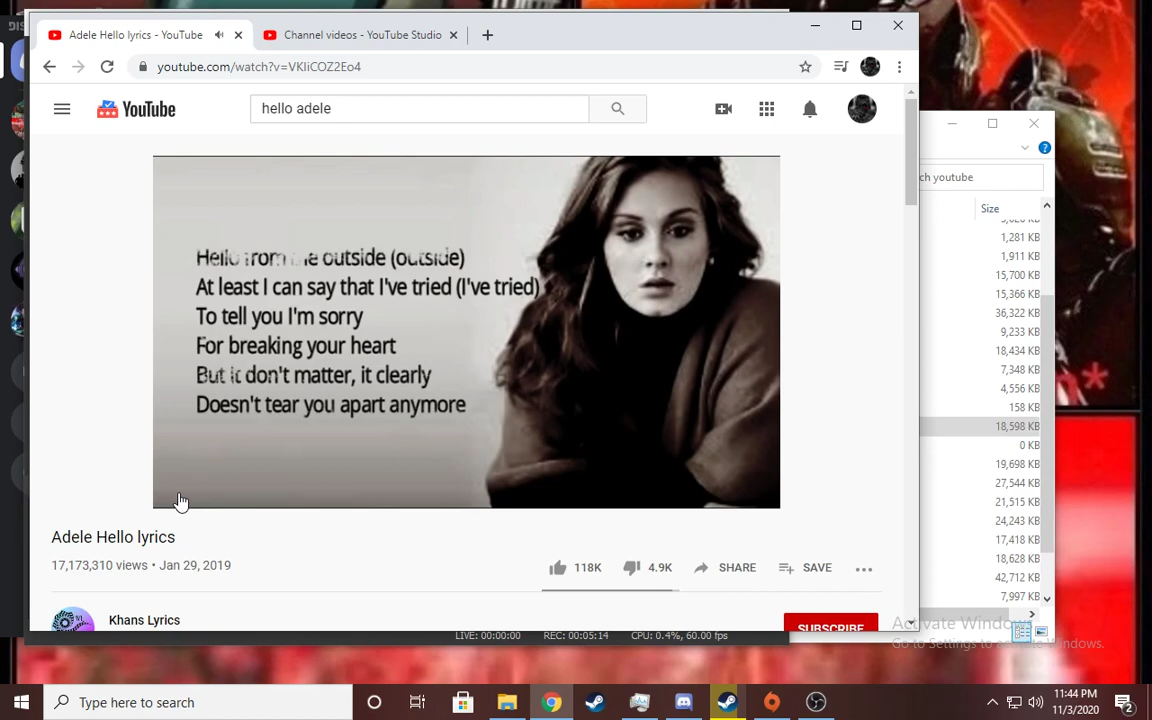 Adele Hello lyrics - YouTube
Channel videos - YouTube Studio
youtube.com/watch?v=VKIiCOZ2Eo4
YouTube
hello adele
ch youtube
Size
1,281 KB
1,911 KB
15,700 KB
15,366 KB
36,322 KB
9,233 KB
18,434 KB
7,348 KB
4,556 KB
158 KB
18,598 KB
0 KB
19,698 KB
27,544 KB
21,515 KB
24,243 KB
17,418 KB
18,628 KB
42,712 KB
7,997 KB
Hello from the outside (outside)
At least I can say that I've tried (I've tried)
To tell you I'm sorry
For breaking your heart
But it don't matter, it clearly
Doesn't tear you apart anymore
Adele Hello lyrics
17,173,310 views • Jan 29, 2019
118K
4.9K
SHARE
SAVE
Khans Lyrics
SUBSCRIBE
Activate Windows
Go to Settings to activate Windows.
LIVE: 00:00:00
REC: 00:05:14
CPU: 0.4%, 60.00 fps
Type here to search
11:44 PM
11/3/2020
2